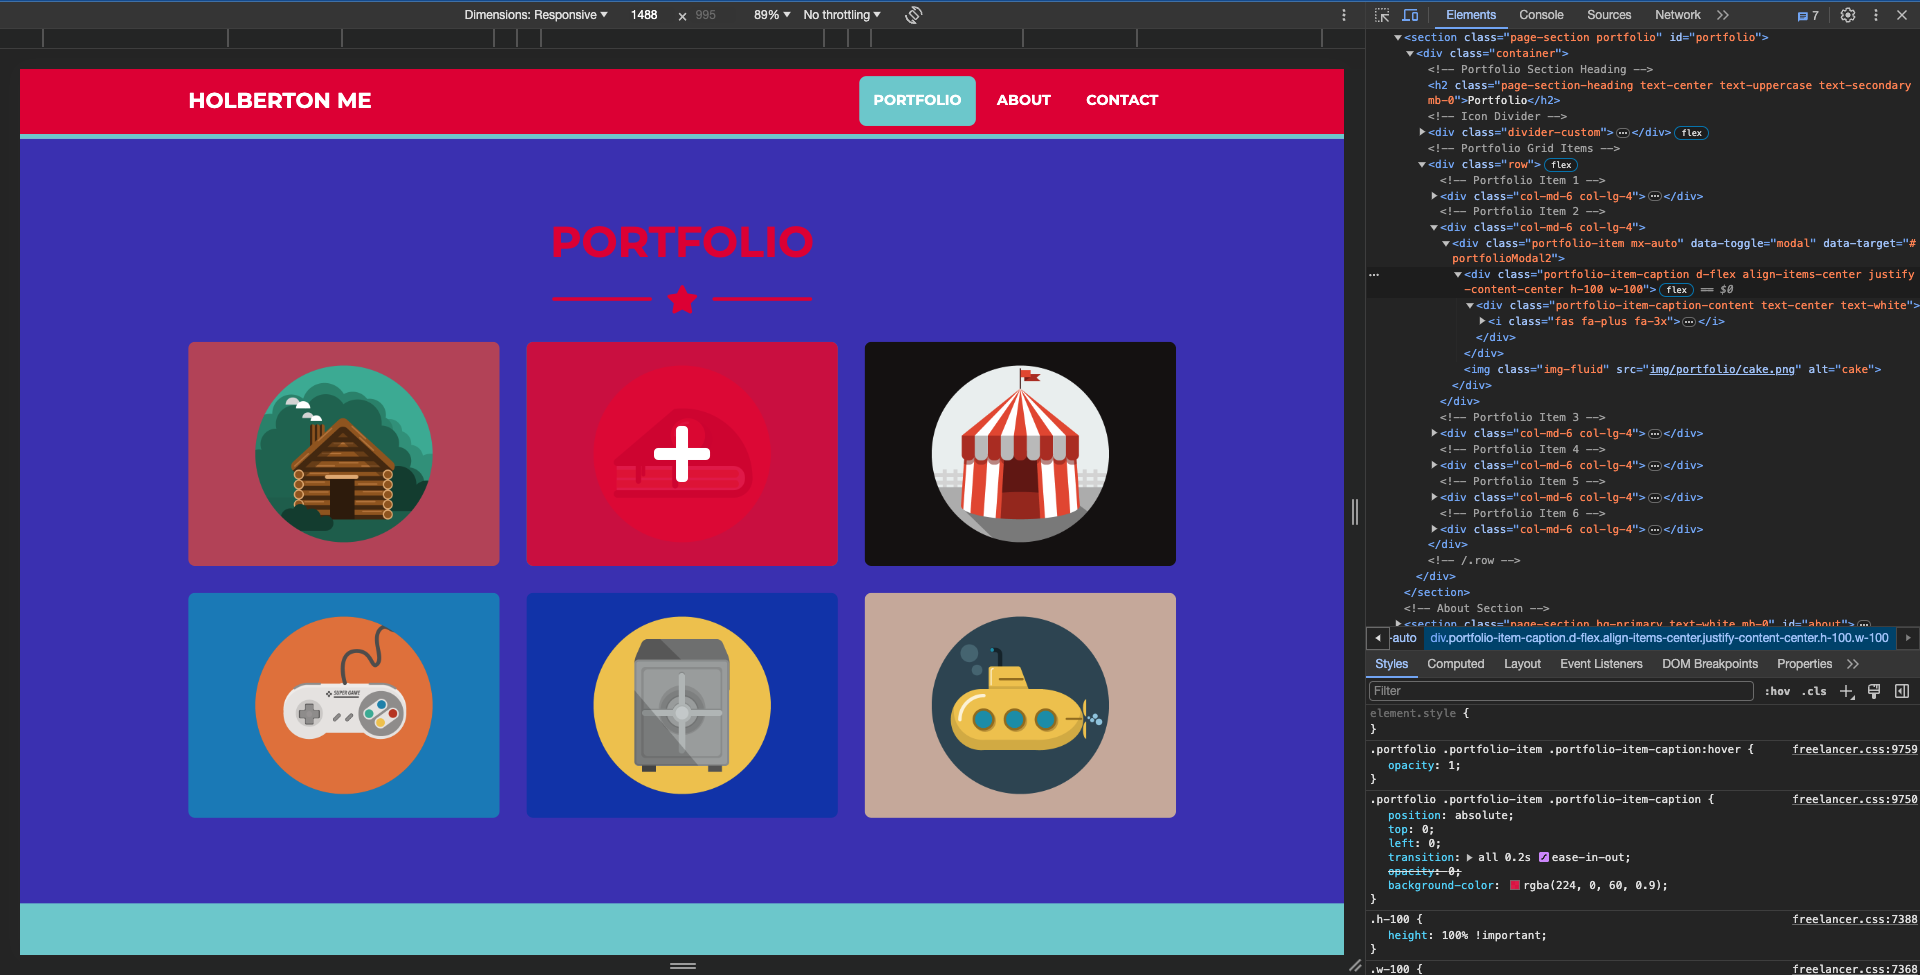 Dimensions: Responsive ▾ 1488 × 995 89% ▾ No throttling ▾
HOLBERTON ME
PORTFOLIO
ABOUT
CONTACT
PORTFOLIO
SUPER GAME
Elements Console Sources Network 7
<section class="page-section portfolio" id="portfolio">
<div class="container">
<!-- Portfolio Section Heading -->
<h2 class="page-section-heading text-center text-uppercase text-secondary
mb-0">Portfolio</h2>
<!-- Icon Divider -->
<div class="divider-custom">…</div> flex
<!-- Portfolio Grid Items -->
<div class="row"> flex
<!-- Portfolio Item 1 -->
<div class="col-md-6 col-lg-4">…</div>
<!-- Portfolio Item 2 -->
<div class="col-md-6 col-lg-4">
<div class="portfolio-item mx-auto" data-toggle="modal" data-target="#
portfolioModal2">
… <div class="portfolio-item-caption d-flex align-items-center justify
-content-center h-100 w-100"> flex == $0
<div class="portfolio-item-caption-content text-center text-white">
<i class="fas fa-plus fa-3x">…</i>
</div>
</div>
<img class="img-fluid" src="img/portfolio/cake.png" alt="cake">
</div>
</div>
<!-- Portfolio Item 3 -->
<div class="col-md-6 col-lg-4">…</div>
<!-- Portfolio Item 4 -->
<div class="col-md-6 col-lg-4">…</div>
<!-- Portfolio Item 5 -->
<div class="col-md-6 col-lg-4">…</div>
<!-- Portfolio Item 6 -->
<div class="col-md-6 col-lg-4">…</div>
</div>
<!-- /.row -->
</div>
</section>
<!-- About Section -->
<section class="page-section bg-primary text-white mb-0" id="about">…
-auto div.portfolio-item-caption.d-flex.align-items-center.justify-content-center.h-100.w-100
Styles Computed Layout Event Listeners DOM Breakpoints Properties
Filter :hov .cls
element.style {
}
.portfolio .portfolio-item .portfolio-item-caption:hover { freelancer.css:9759
opacity: 1;
}
.portfolio .portfolio-item .portfolio-item-caption { freelancer.css:9750
position: absolute;
top: 0;
left: 0;
transition: all 0.2s ease-in-out;
opacity: 0;
background-color: rgba(224, 0, 60, 0.9);
}
.h-100 { freelancer.css:7388
height: 100% !important;
}
.w-100 { freelancer.css:7368